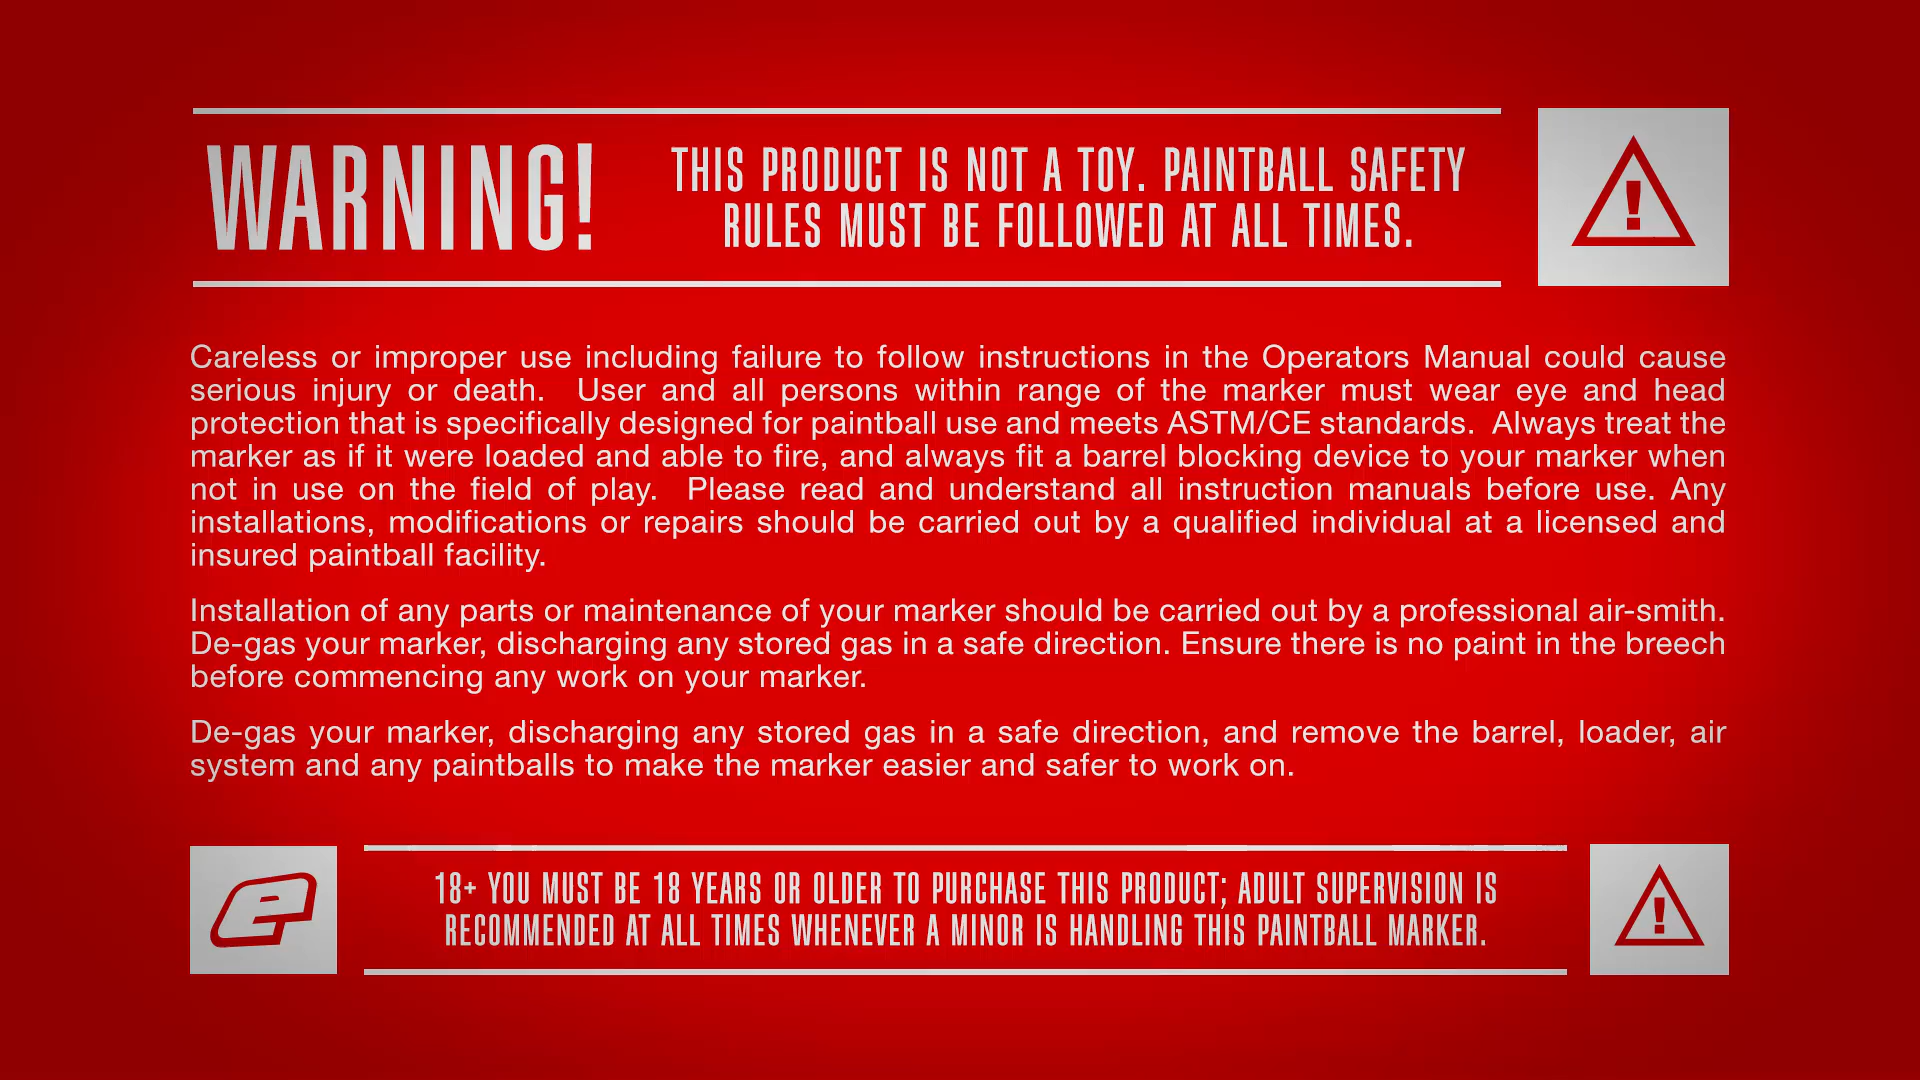 WARNING!
THIS PRODUCT IS NOT A TOY. PAINTBALL SAFETY
RULES MUST BE FOLLOWED AT ALL TIMES.
!
Careless or improper use including failure to follow instructions in the Operators Manual could cause
serious injury or death.  User and all persons within range of the marker must wear eye and head
protection that is specifically designed for paintball use and meets ASTM/CE standards.  Always treat the
marker as if it were loaded and able to fire, and always fit a barrel blocking device to your marker when
not in use on the field of play.  Please read and understand all instruction manuals before use. Any
installations, modifications or repairs should be carried out by a qualified individual at a licensed and
insured paintball facility.
Installation of any parts or maintenance of your marker should be carried out by a professional air-smith.
De-gas your marker, discharging any stored gas in a safe direction. Ensure there is no paint in the breech
before commencing any work on your marker.
De-gas your marker, discharging any stored gas in a safe direction, and remove the barrel, loader, air
system and any paintballs to make the marker easier and safer to work on.
e
18+ YOU MUST BE 18 YEARS OR OLDER TO PURCHASE THIS PRODUCT; ADULT SUPERVISION IS
RECOMMENDED AT ALL TIMES WHENEVER A MINOR IS HANDLING THIS PAINTBALL MARKER.
!